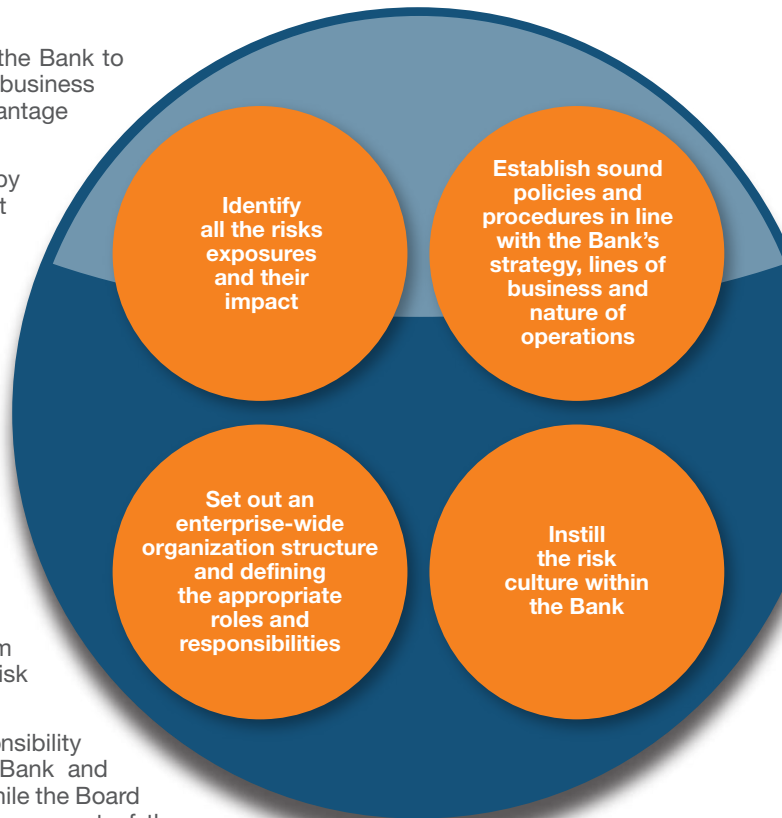 the Bank to
business
antage
by
t
Identify
all the risks
exposures
and their
impact
Establish sound
policies and
procedures in line
with the Bank's
strategy, lines of
business and
nature of
operations
Set out an
enterprise-wide
organization structure
and defining
the appropriate
roles and
responsibilities
Instill
the risk
culture within
the Bank
isk
onsibility
Bank and
hile the Board